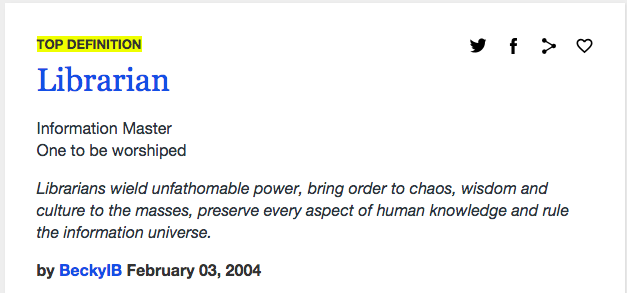 TOP DEFINITION
Librarian
Information Master
One to be worshiped
Librarians wield unfathomable power, bring order to chaos, wisdom and
culture to the masses, preserve every aspect of human knowledge and rule
the information universe.
by BeckyIB February 03, 2004